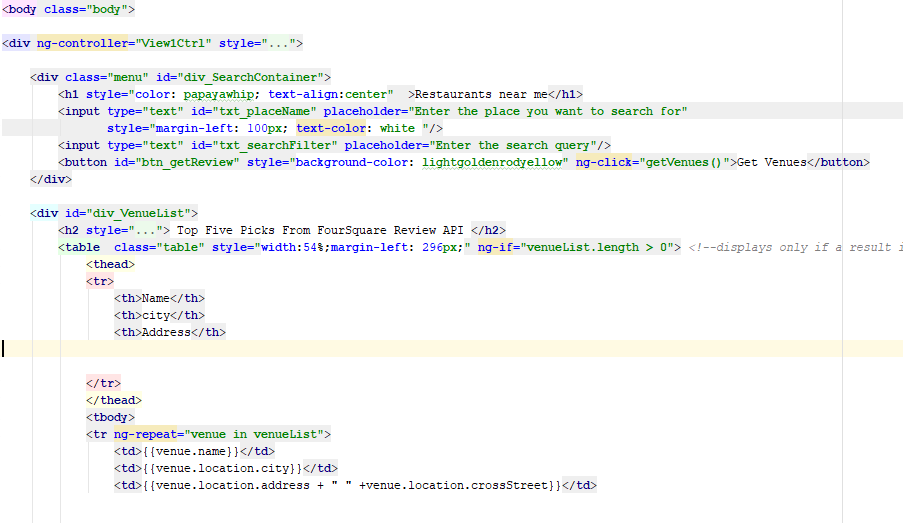 <body class="body">
<div ng-controller="View1Ctrl" style="...">
<div class="menu" id="div_SearchContainer">
<h1 style="color: papayawhip; text-align:center"  >Restaurants near me</h1>
<input type="text" id="txt_placeName" placeholder="Enter the place you want to search for"
style="margin-left: 100px; text-color: white "/>
<input type="text" id="txt_searchFilter" placeholder="Enter the search query"/>
<button id="btn_getReview" style="background-color: lightgoldenrodyellow" ng-click="getVenues()">Get Venues</button>
</div>
<div id="div_VenueList">
<h2 style="..."> Top Five Picks From FourSquare Review API </h2>
<table  class="table" style="width:54%;margin-left: 296px;" ng-if="venueList.length > 0"> <!--displays only if a result i
<thead>
<tr>
<th>Name</th>
<th>city</th>
<th>Address</th>
</tr>
</thead>
<tbody>
<tr ng-repeat="venue in venueList">
<td>{{venue.name}}</td>
<td>{{venue.location.city}}</td>
<td>{{venue.location.address + " " +venue.location.crossStreet}}</td>